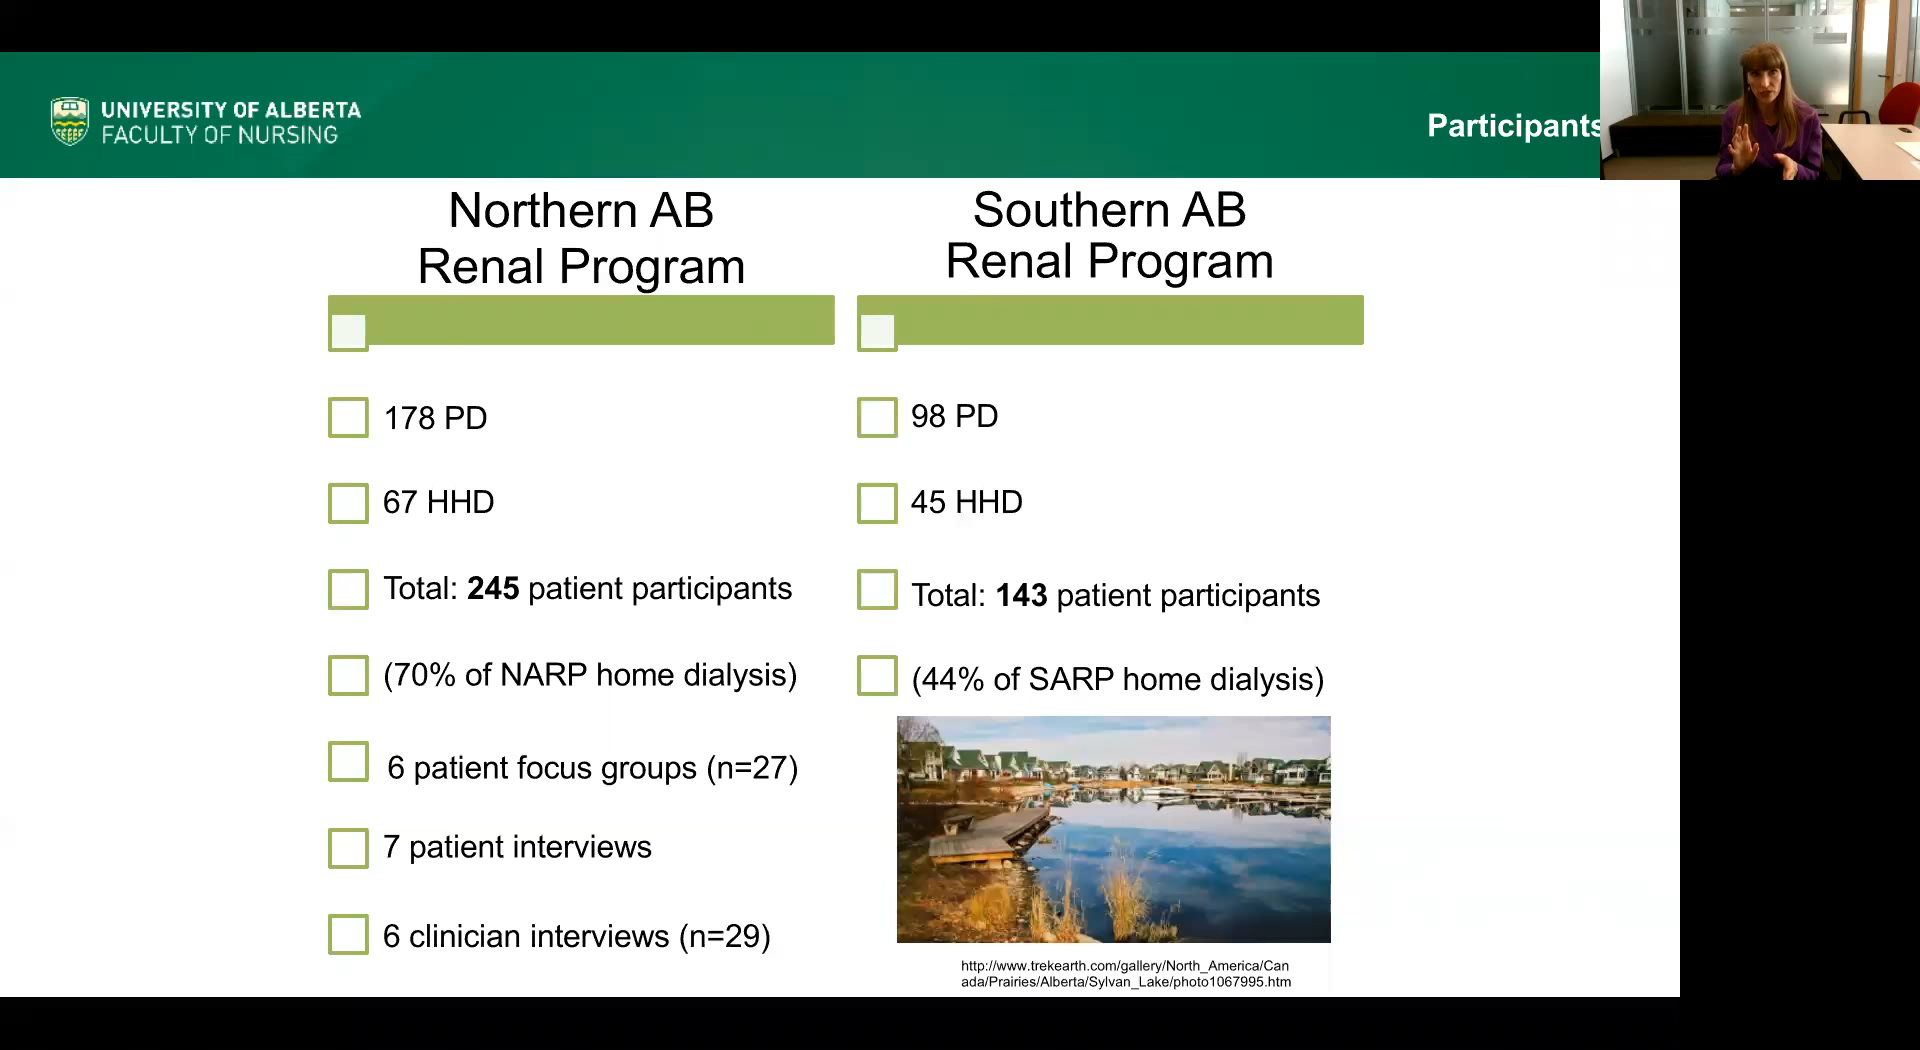 UNIVERSITY OF ALBERTA
FACULTY OF NURSING
Participants
Northern AB
Renal Program
178 PD
67 HHD
Total: 245 patient participants
(70% of NARP home dialysis)
6 patient focus groups (n=27)
7 patient interviews
6 clinician interviews (n=29)
Southern AB
Renal Program
98 PD
45 HHD
Total: 143 patient participants
(44% of SARP home dialysis)
http://www.trekearth.com/gallery/North_America/Can
ada/Prairies/Alberta/Sylvan_Lake/photo1067995.htm